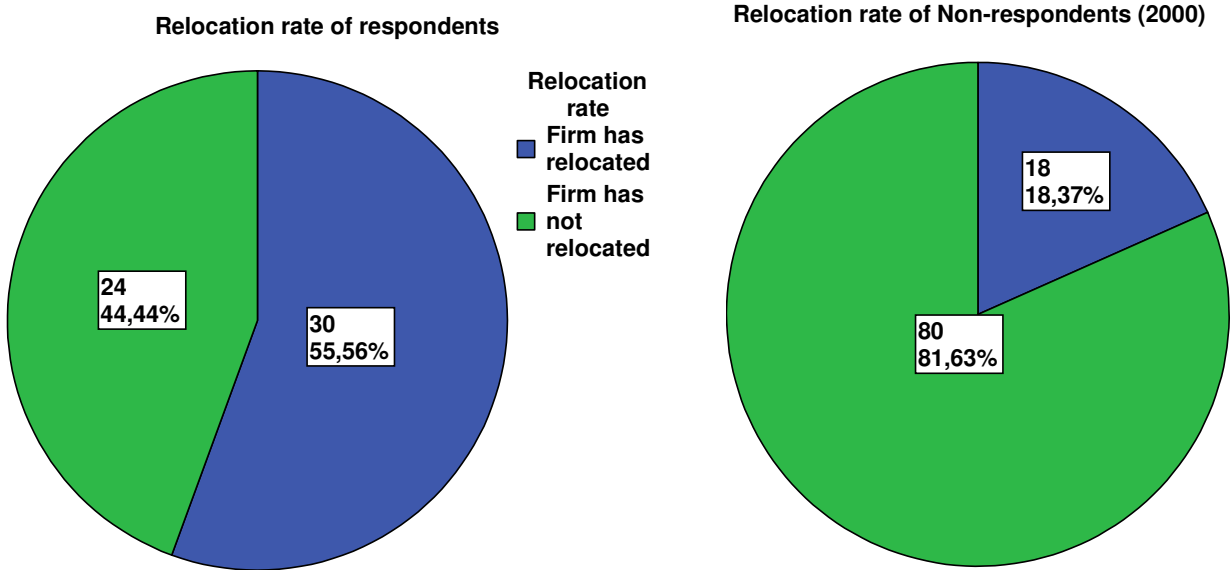 Relocation rate of respondents
24
44,44%
30
55,56%
Relocation
rate
Firm has
relocated
Firm has
not
relocated
Relocation rate of Non-respondents (2000)
18
18,37%
80
81,63%